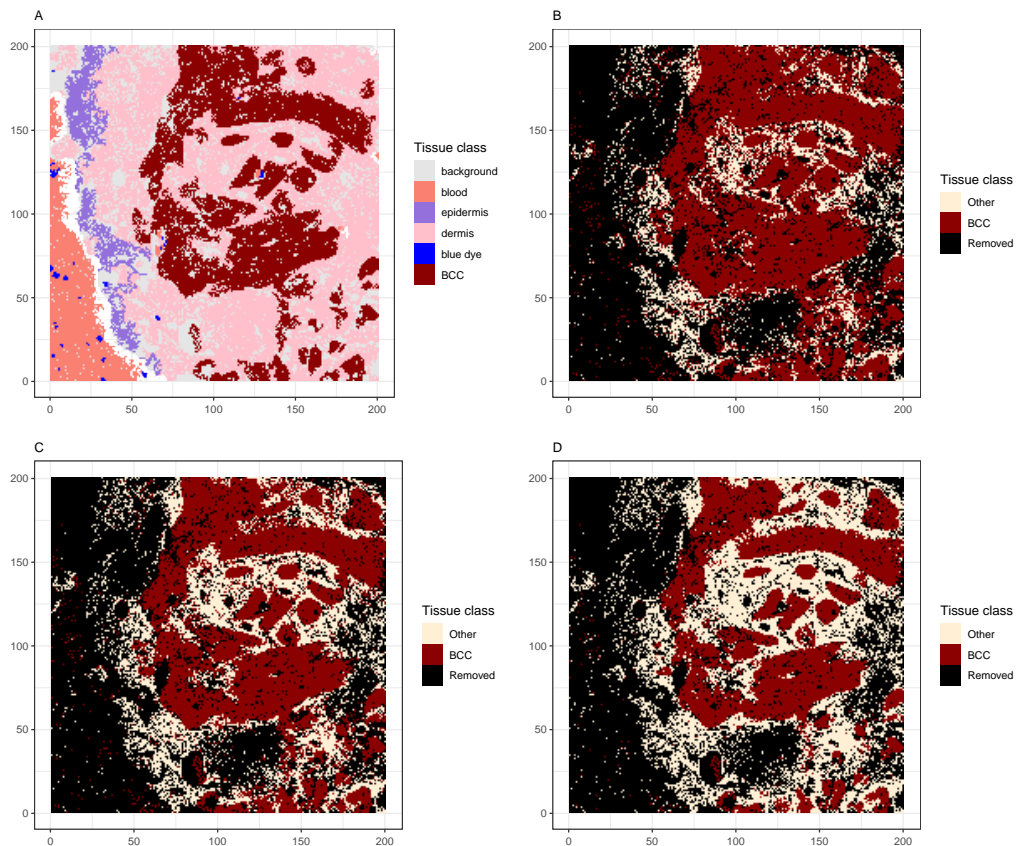 A
200
150
100
50
0
0
50
100
150
200
Tissue class
background
blood
epidermis
dermis
blue dye
BCC
B
200
150
100
50
0
0
50
100
150
200
Tissue class
Other
BCC
Removed
C
200
150
100
50
0
0
50
100
150
200
Tissue class
Other
BCC
Removed
D
200
150
100
50
0
0
50
100
150
200
Tissue class
Other
BCC
Removed